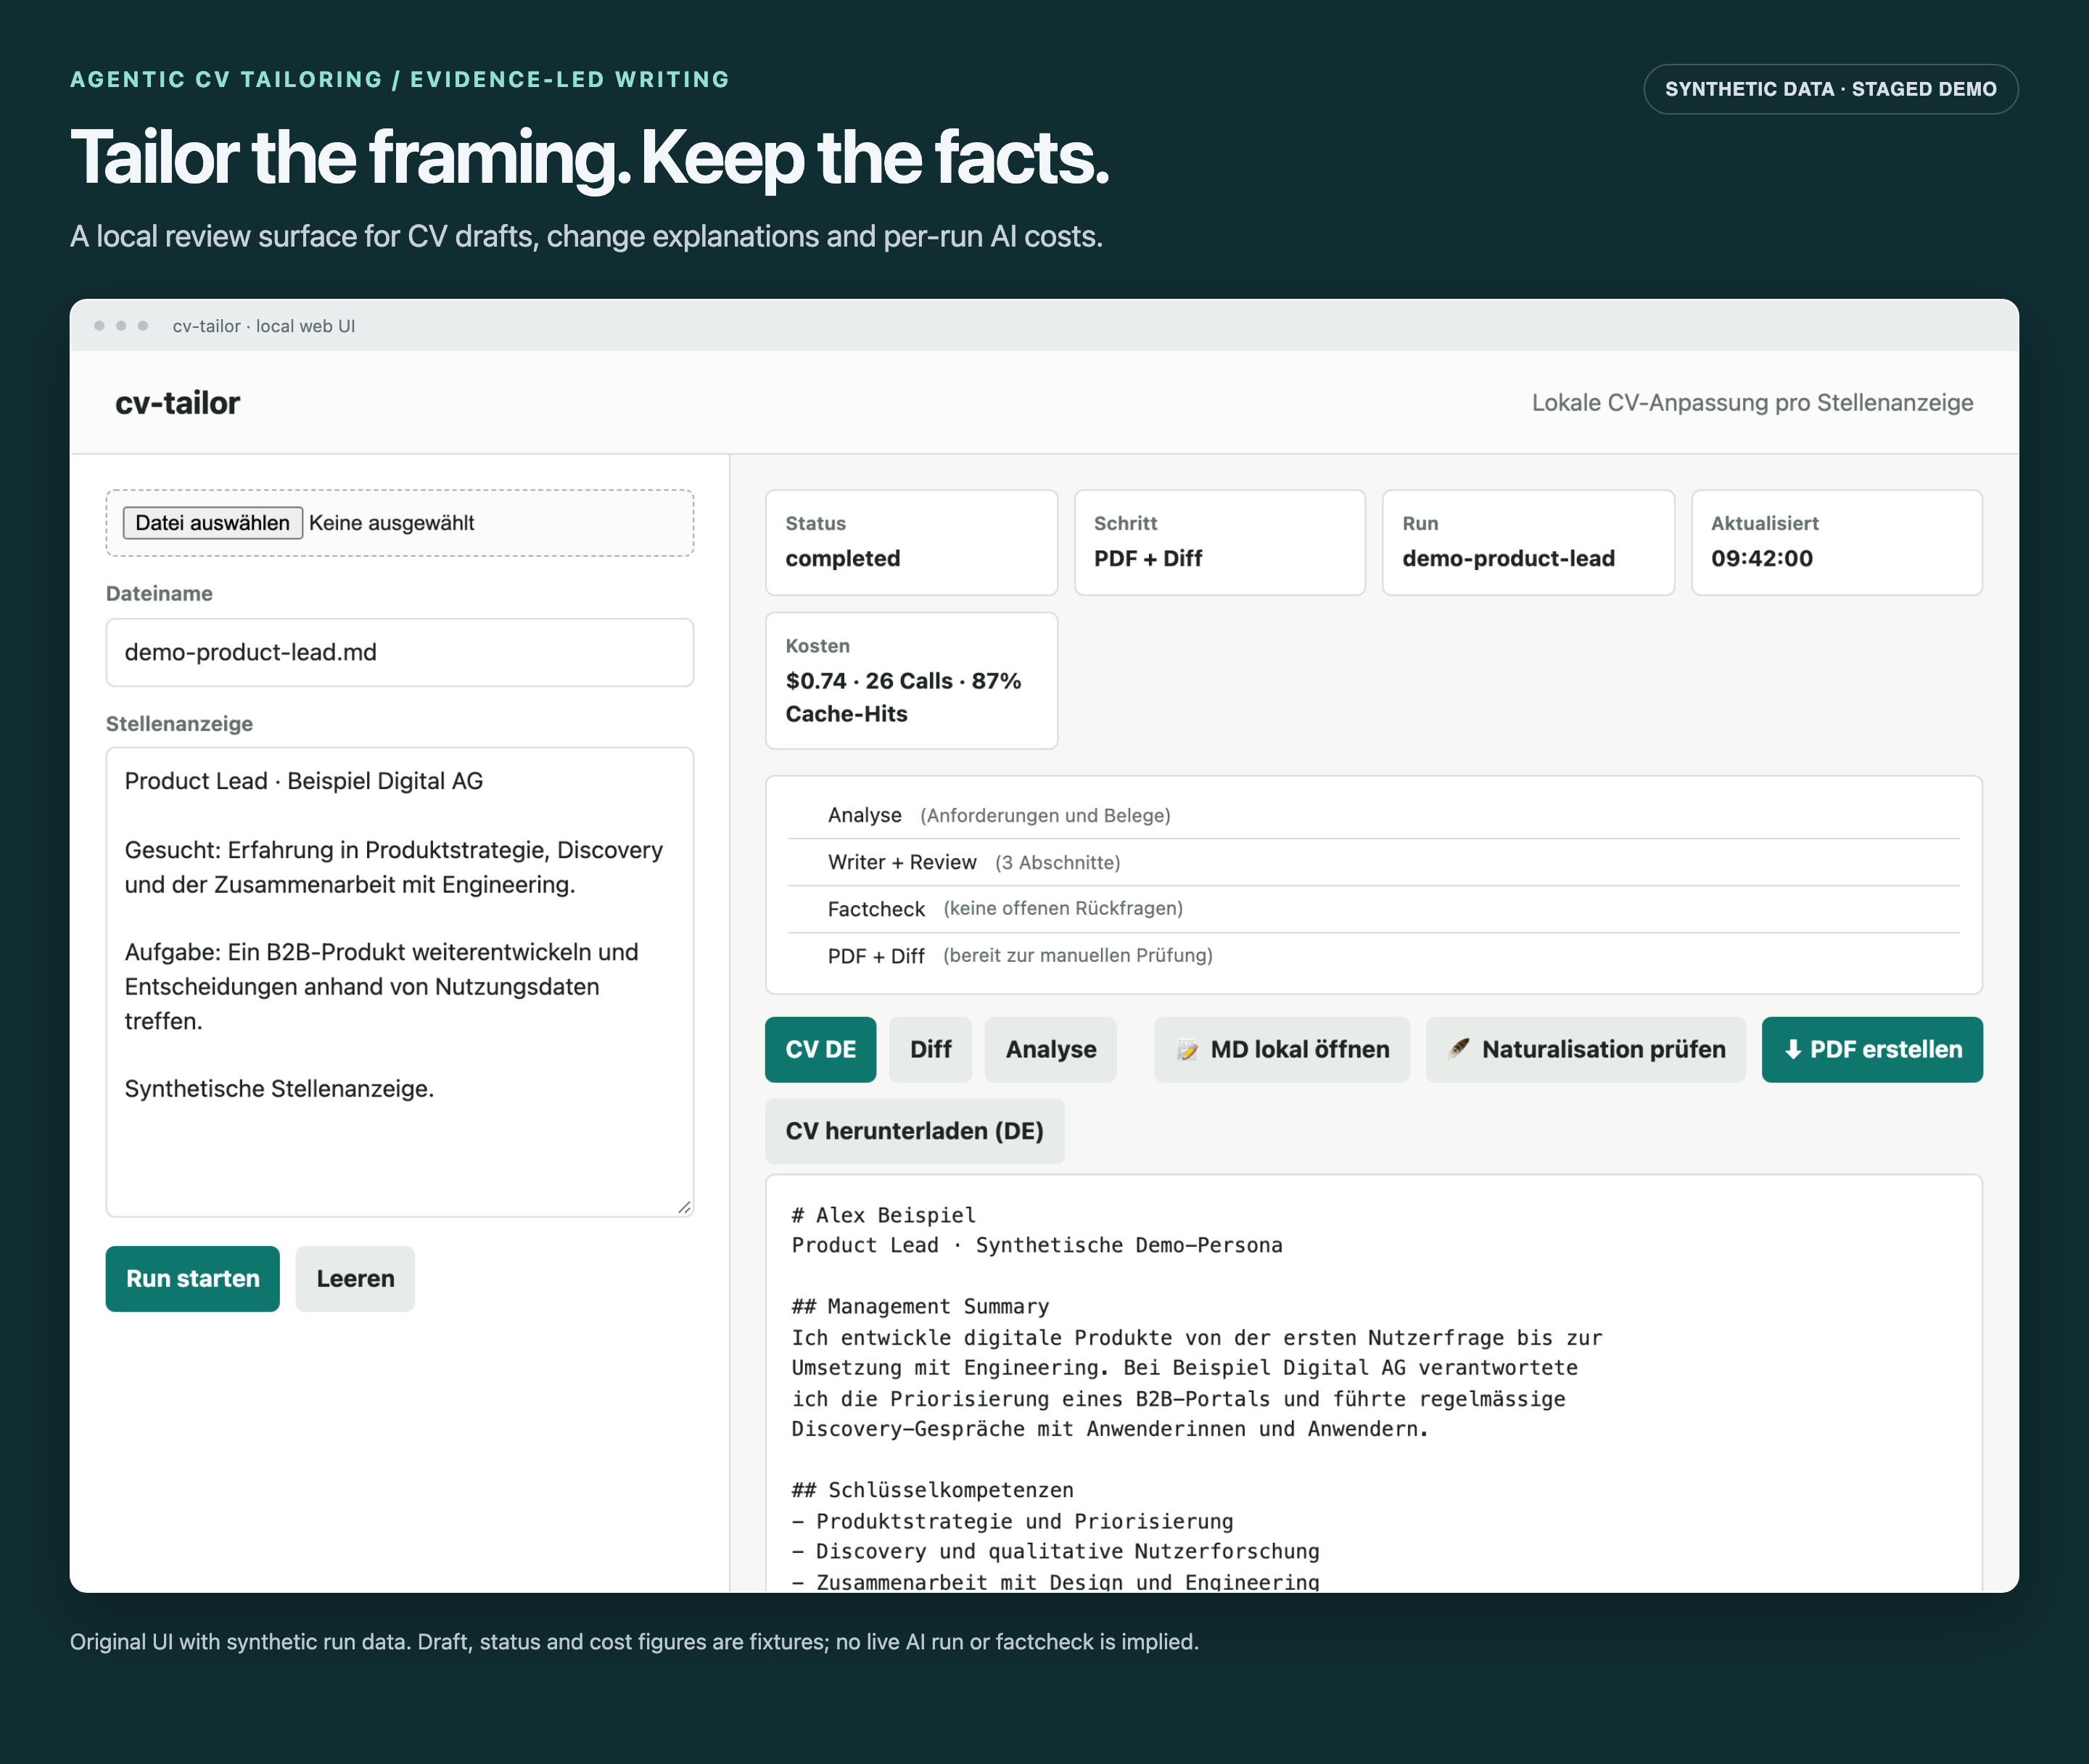 AGENTIC CV TAILORING / EVIDENCE-LED WRITING
SYNTHETIC DATA · STAGED DEMO
Tailor the framing. Keep the facts.
A local review surface for CV drafts, change explanations and per-run AI costs.
cv-tailor · local web UI
cv-tailor
Lokale CV-Anpassung pro Stellenanzeige
Datei auswählen Keine ausgewählt
Dateiname
demo-product-lead.md
Stellenanzeige
Product Lead · Beispiel Digital AG
Gesucht: Erfahrung in Produktstrategie, Discovery
und der Zusammenarbeit mit Engineering.
Aufgabe: Ein B2B-Produkt weiterentwickeln und
Entscheidungen anhand von Nutzungsdaten
treffen.
Synthetische Stellenanzeige.
Run starten
Leeren
Status
completed
Schritt
PDF + Diff
Run
demo-product-lead
Aktualisiert
09:42:00
Kosten
$0.74 · 26 Calls · 87%
Cache-Hits
Analyse (Anforderungen und Belege)
Writer + Review (3 Abschnitte)
Factcheck (keine offenen Rückfragen)
PDF + Diff (bereit zur manuellen Prüfung)
CV DE
Diff
Analyse
📝 MD lokal öffnen
🪶 Naturalisation prüfen
⬇ PDF erstellen
CV herunterladen (DE)
# Alex Beispiel
Product Lead · Synthetische Demo-Persona
## Management Summary
Ich entwickle digitale Produkte von der ersten Nutzerfrage bis zur
Umsetzung mit Engineering. Bei Beispiel Digital AG verantwortete
ich die Priorisierung eines B2B-Portals und führte regelmässige
Discovery-Gespräche mit Anwenderinnen und Anwendern.
## Schlüsselkompetenzen
- Produktstrategie und Priorisierung
- Discovery und qualitative Nutzerforschung
- Zusammenarbeit mit Design und Engineering
Original UI with synthetic run data. Draft, status and cost figures are fixtures; no live AI run or factcheck is implied.